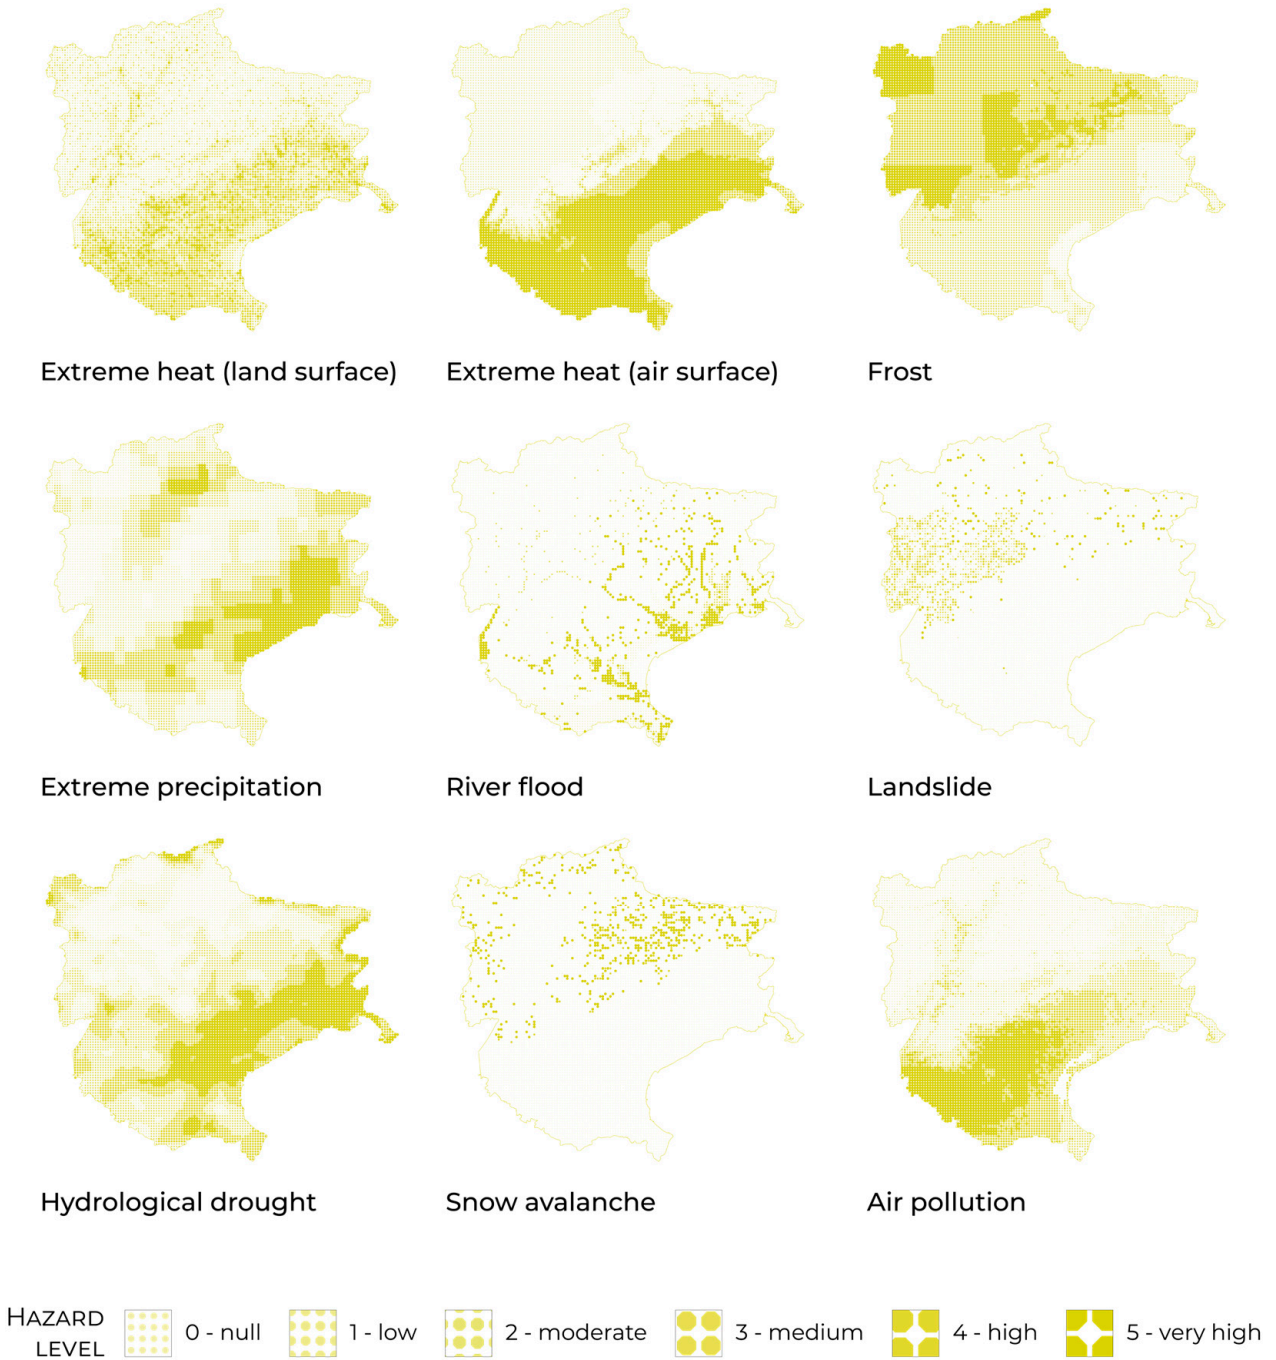 Extreme heat (land surface)
Extreme heat (air surface)
Frost
Extreme precipitation
River flood
Landslide
Hydrological drought
Snow avalanche
Air pollution
HAZARD
LEVEL
0 - null
1 - low
2 - moderate
3 - medium
4 - high
5 - very high